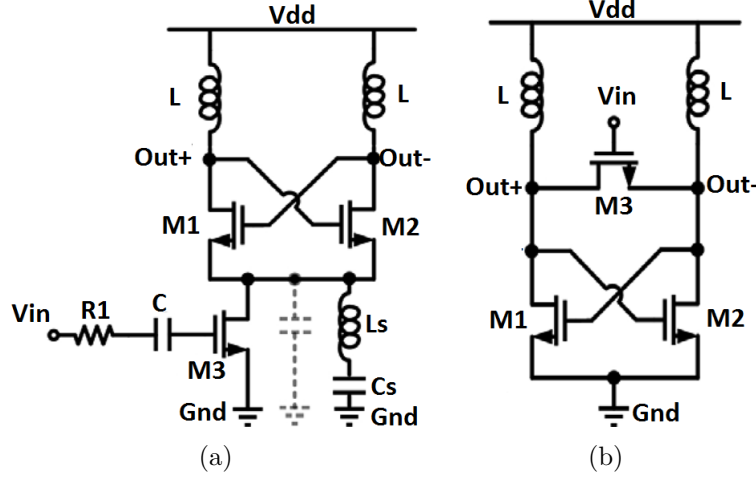 Vdd
L
L
Out+
Out-
M1
M2
Vin
R1
C
M3
Ls
Cs
Gnd
Gnd
(a)
Vdd
L
L
Vin
Out+
Out-
M3
M1
M2
Gnd
(b)